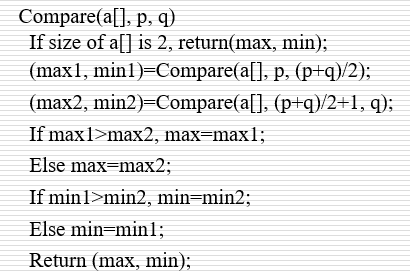 Compare(a[], p, q)
If size of a[] is 2, return(max, min);
(max1, min1)=Compare(a[], p, (p+q)/2);
(max2, min2)=Compare(a[], (p+q)/2+1, q);
If max1>max2, max=max1;
Else max=max2;
If min1>min2, min=min2;
Else min=min1;
Return (max, min);